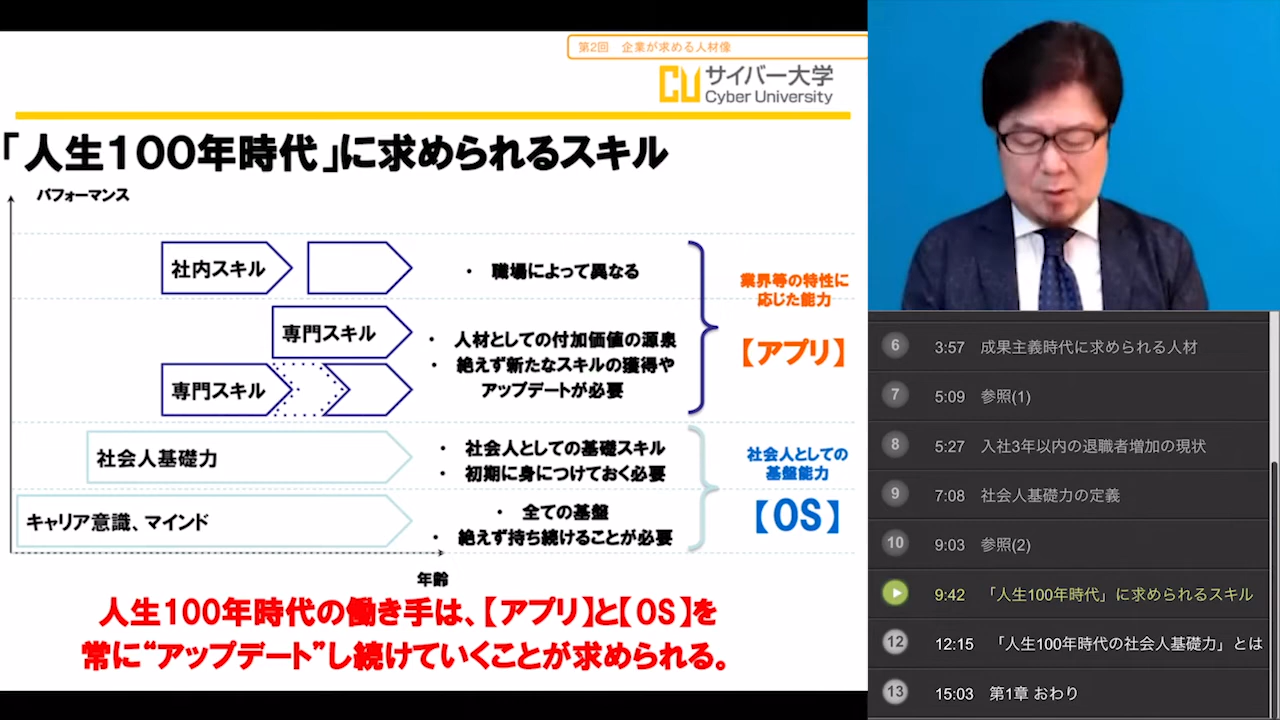 第2回 企業が求める人材像
サイバー大学
Cyber University
「人生100年時代」に求められるスキル
パフォーマンス
社内スキル
・ 職場によって異なる
専門スキル
専門スキル
・ 人材としての付加価値の源泉
・ 絶えず新たなスキルの獲得や
アップデートが必要
業界等の特性に
応じた能力
【アプリ】
社会人基礎力
・ 社会人としての基礎スキル
・ 初期に身につけておく必要
キャリア意識、マインド
・ 全ての基盤
・ 絶えず持ち続けることが必要
社会人としての
基盤能力
【OS】
年齢
人生100年時代の働き手は、【アプリ】と【OS】を
常に“アップデート”し続けていくことが求められる。
6 3:57 成果主義時代に求められる人材
7 5:09 参照(1)
8 5:27 入社3年以内の退職者増加の現状
9 7:08 社会人基礎力の定義
10 9:03 参照(2)
9:42 「人生100年時代」に求められるスキル
12 12:15 「人生100年時代の社会人基礎力」とは
13 15:03 第1章 おわり